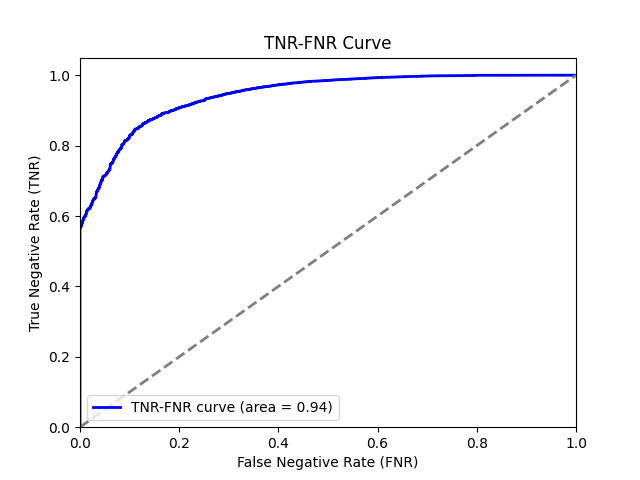 TNR-FNR Curve
True Negative Rate (TNR)
1.0
0.8
0.6
0.4
0.2
0.0
TNR-FNR curve (area = 0.94)
0.0 0.2 0.4 0.6 0.8 1.0
False Negative Rate (FNR)